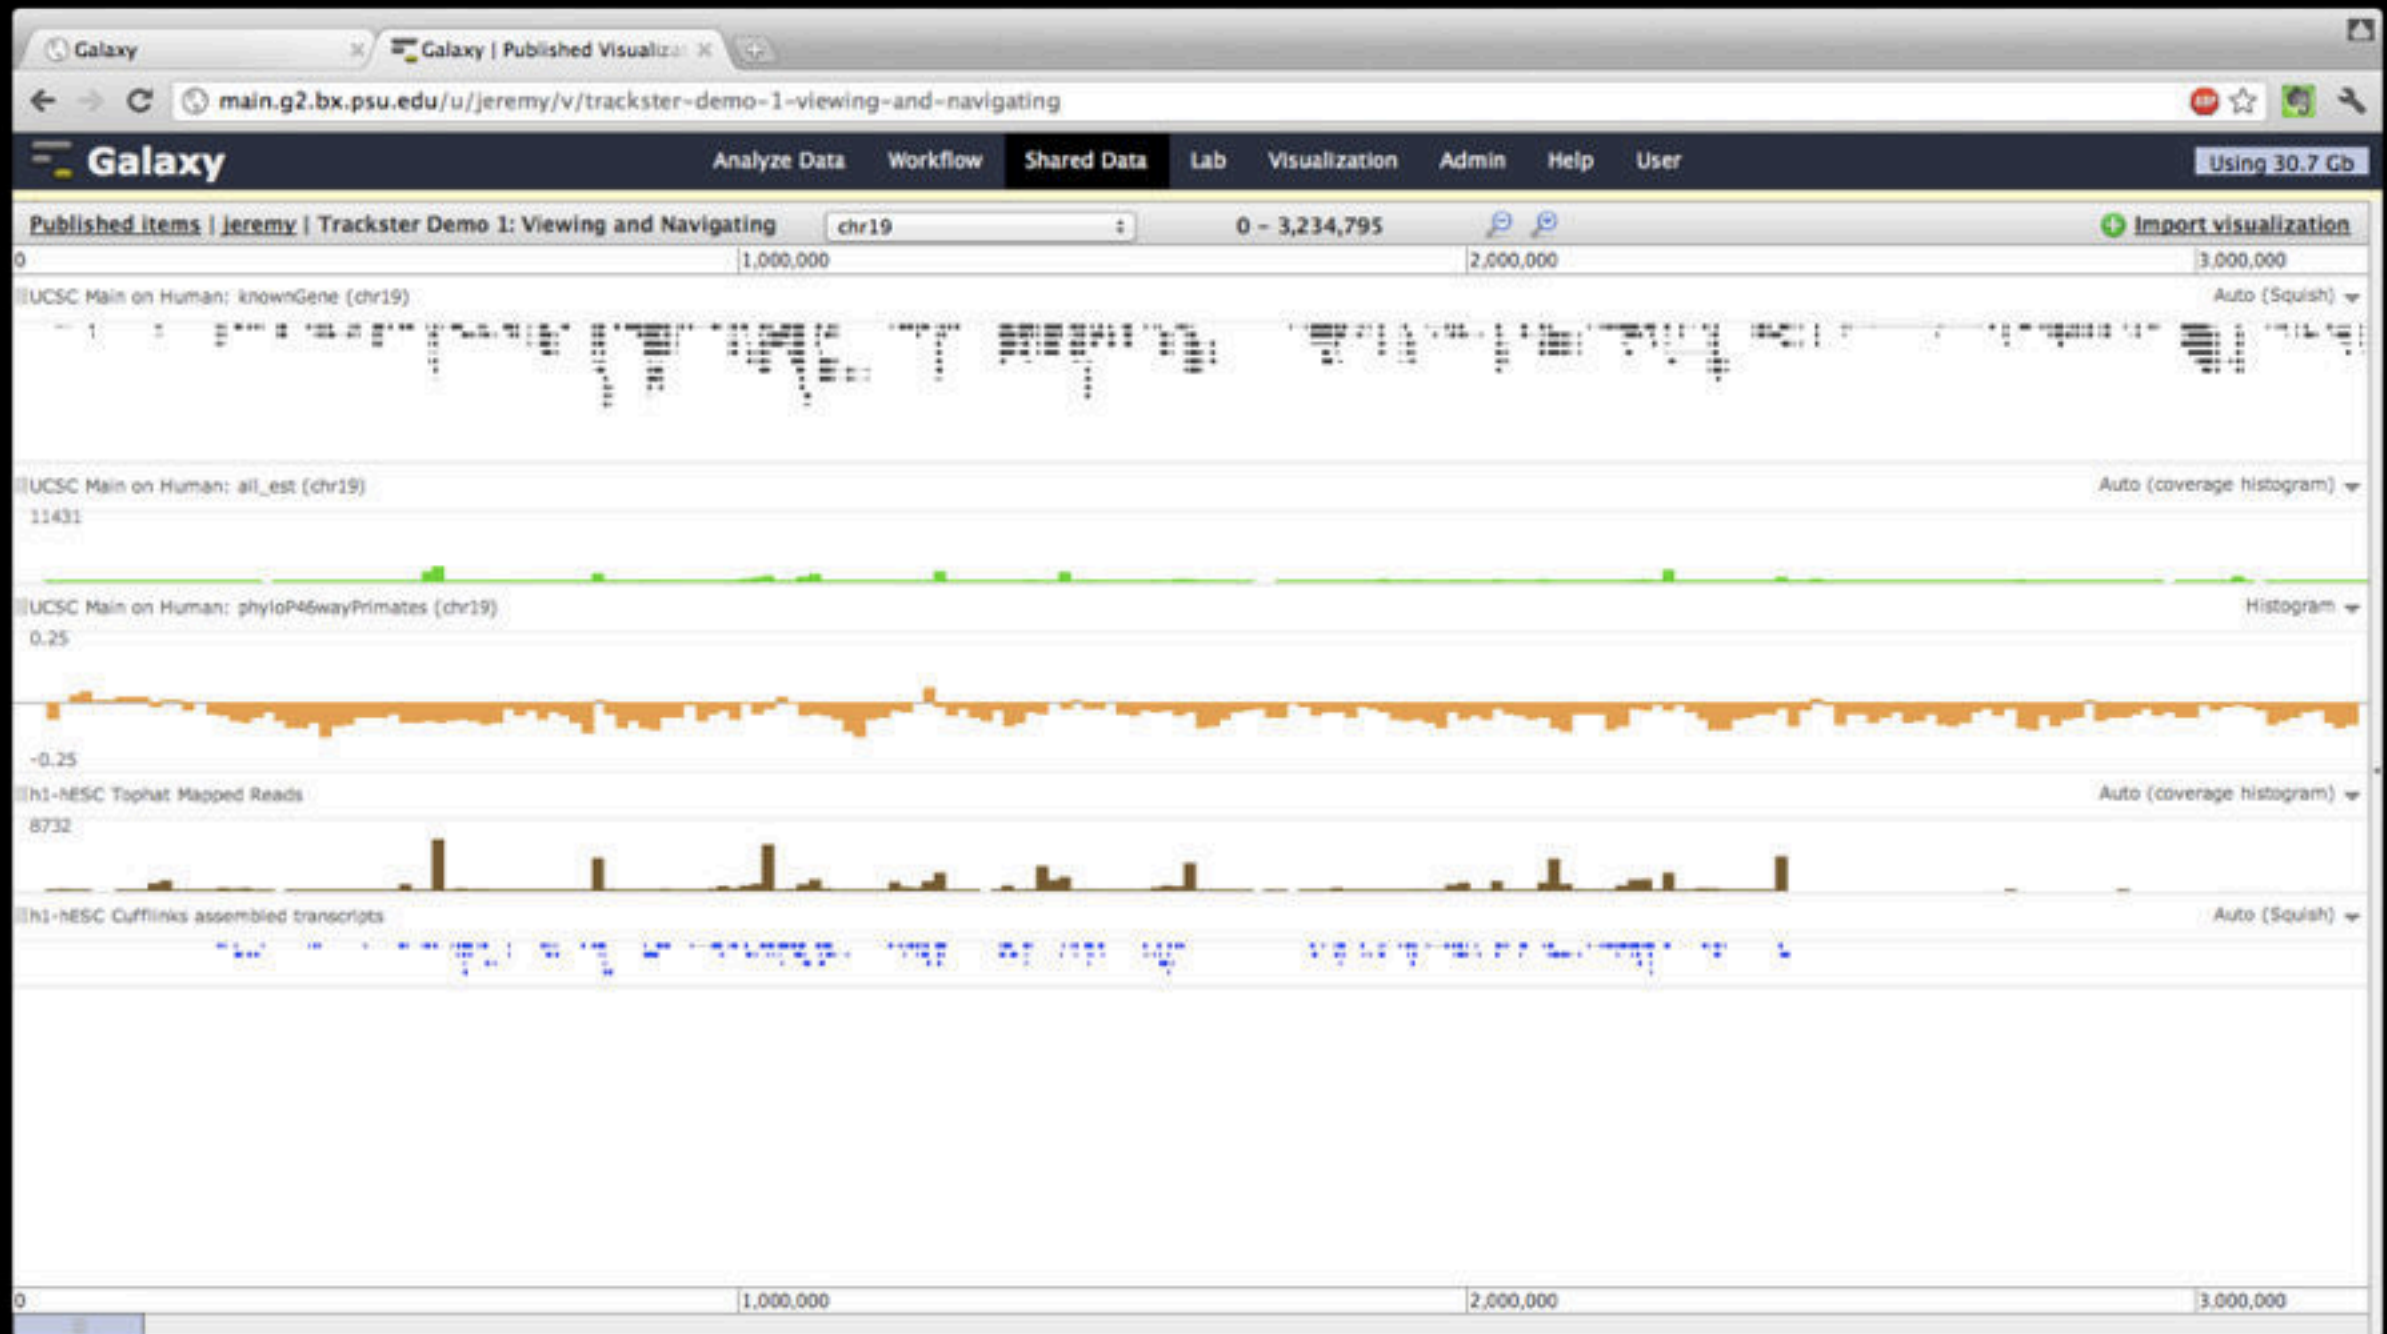 Galaxy
Galaxy | Published Visualiza
main.g2.bx.psu.edu/u/jeremy/v/trackster-demo-1-viewing-and-navigating
ABP
Galaxy Analyze Data Workflow Shared Data Lab Visualization Admin Help User Using 30.7 Gb
Published items | jeremy | Trackster Demo 1: Viewing and Navigating chr19 0 - 3,234,795 Import visualization
0 1,000,000 2,000,000 3,000,000
UCSC Main on Human: knownGene (chr19) Auto (Squish)
UCSC Main on Human: all_est (chr19) Auto (coverage histogram)
11431
UCSC Main on Human: phyloP46wayPrimates (chr19) Histogram
0.25
-0.25
h1-hESC Tophat Mapped Reads Auto (coverage histogram)
8732
h1-hESC Cufflinks assembled transcripts Auto (Squish)
0 1,000,000 2,000,000 3,000,000